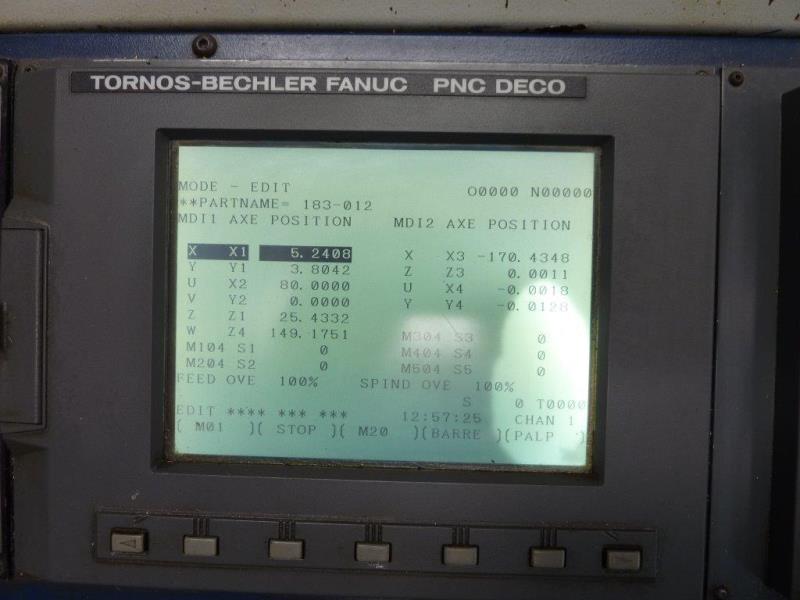 TORNOS-BECHLER FANUC PNC DECO
MODE - EDIT O0000 N00000
**PARTNAME= 183-012
MDI1 AXE POSITION MDI2 AXE POSITION
X X1 5.2408 X X3 -170.4348
Y Y1 3.8042 Z Z3 0.0011
U X2 80.0000 U X4 -0.0018
V Y2 0.0000 Y Y4 -0.0128
Z Z1 25.4332
W Z4 149.1751 M304 S3 0
M104 S1 0 M404 S4 0
M204 S2 0 M504 S5 0
FEED OVE 100% SPIND OVE 100%
S 0 T0000
EDIT **** *** *** 12:57:25 CHAN 1
( M01 )( STOP )( M20 )(BARRE )(PALP )